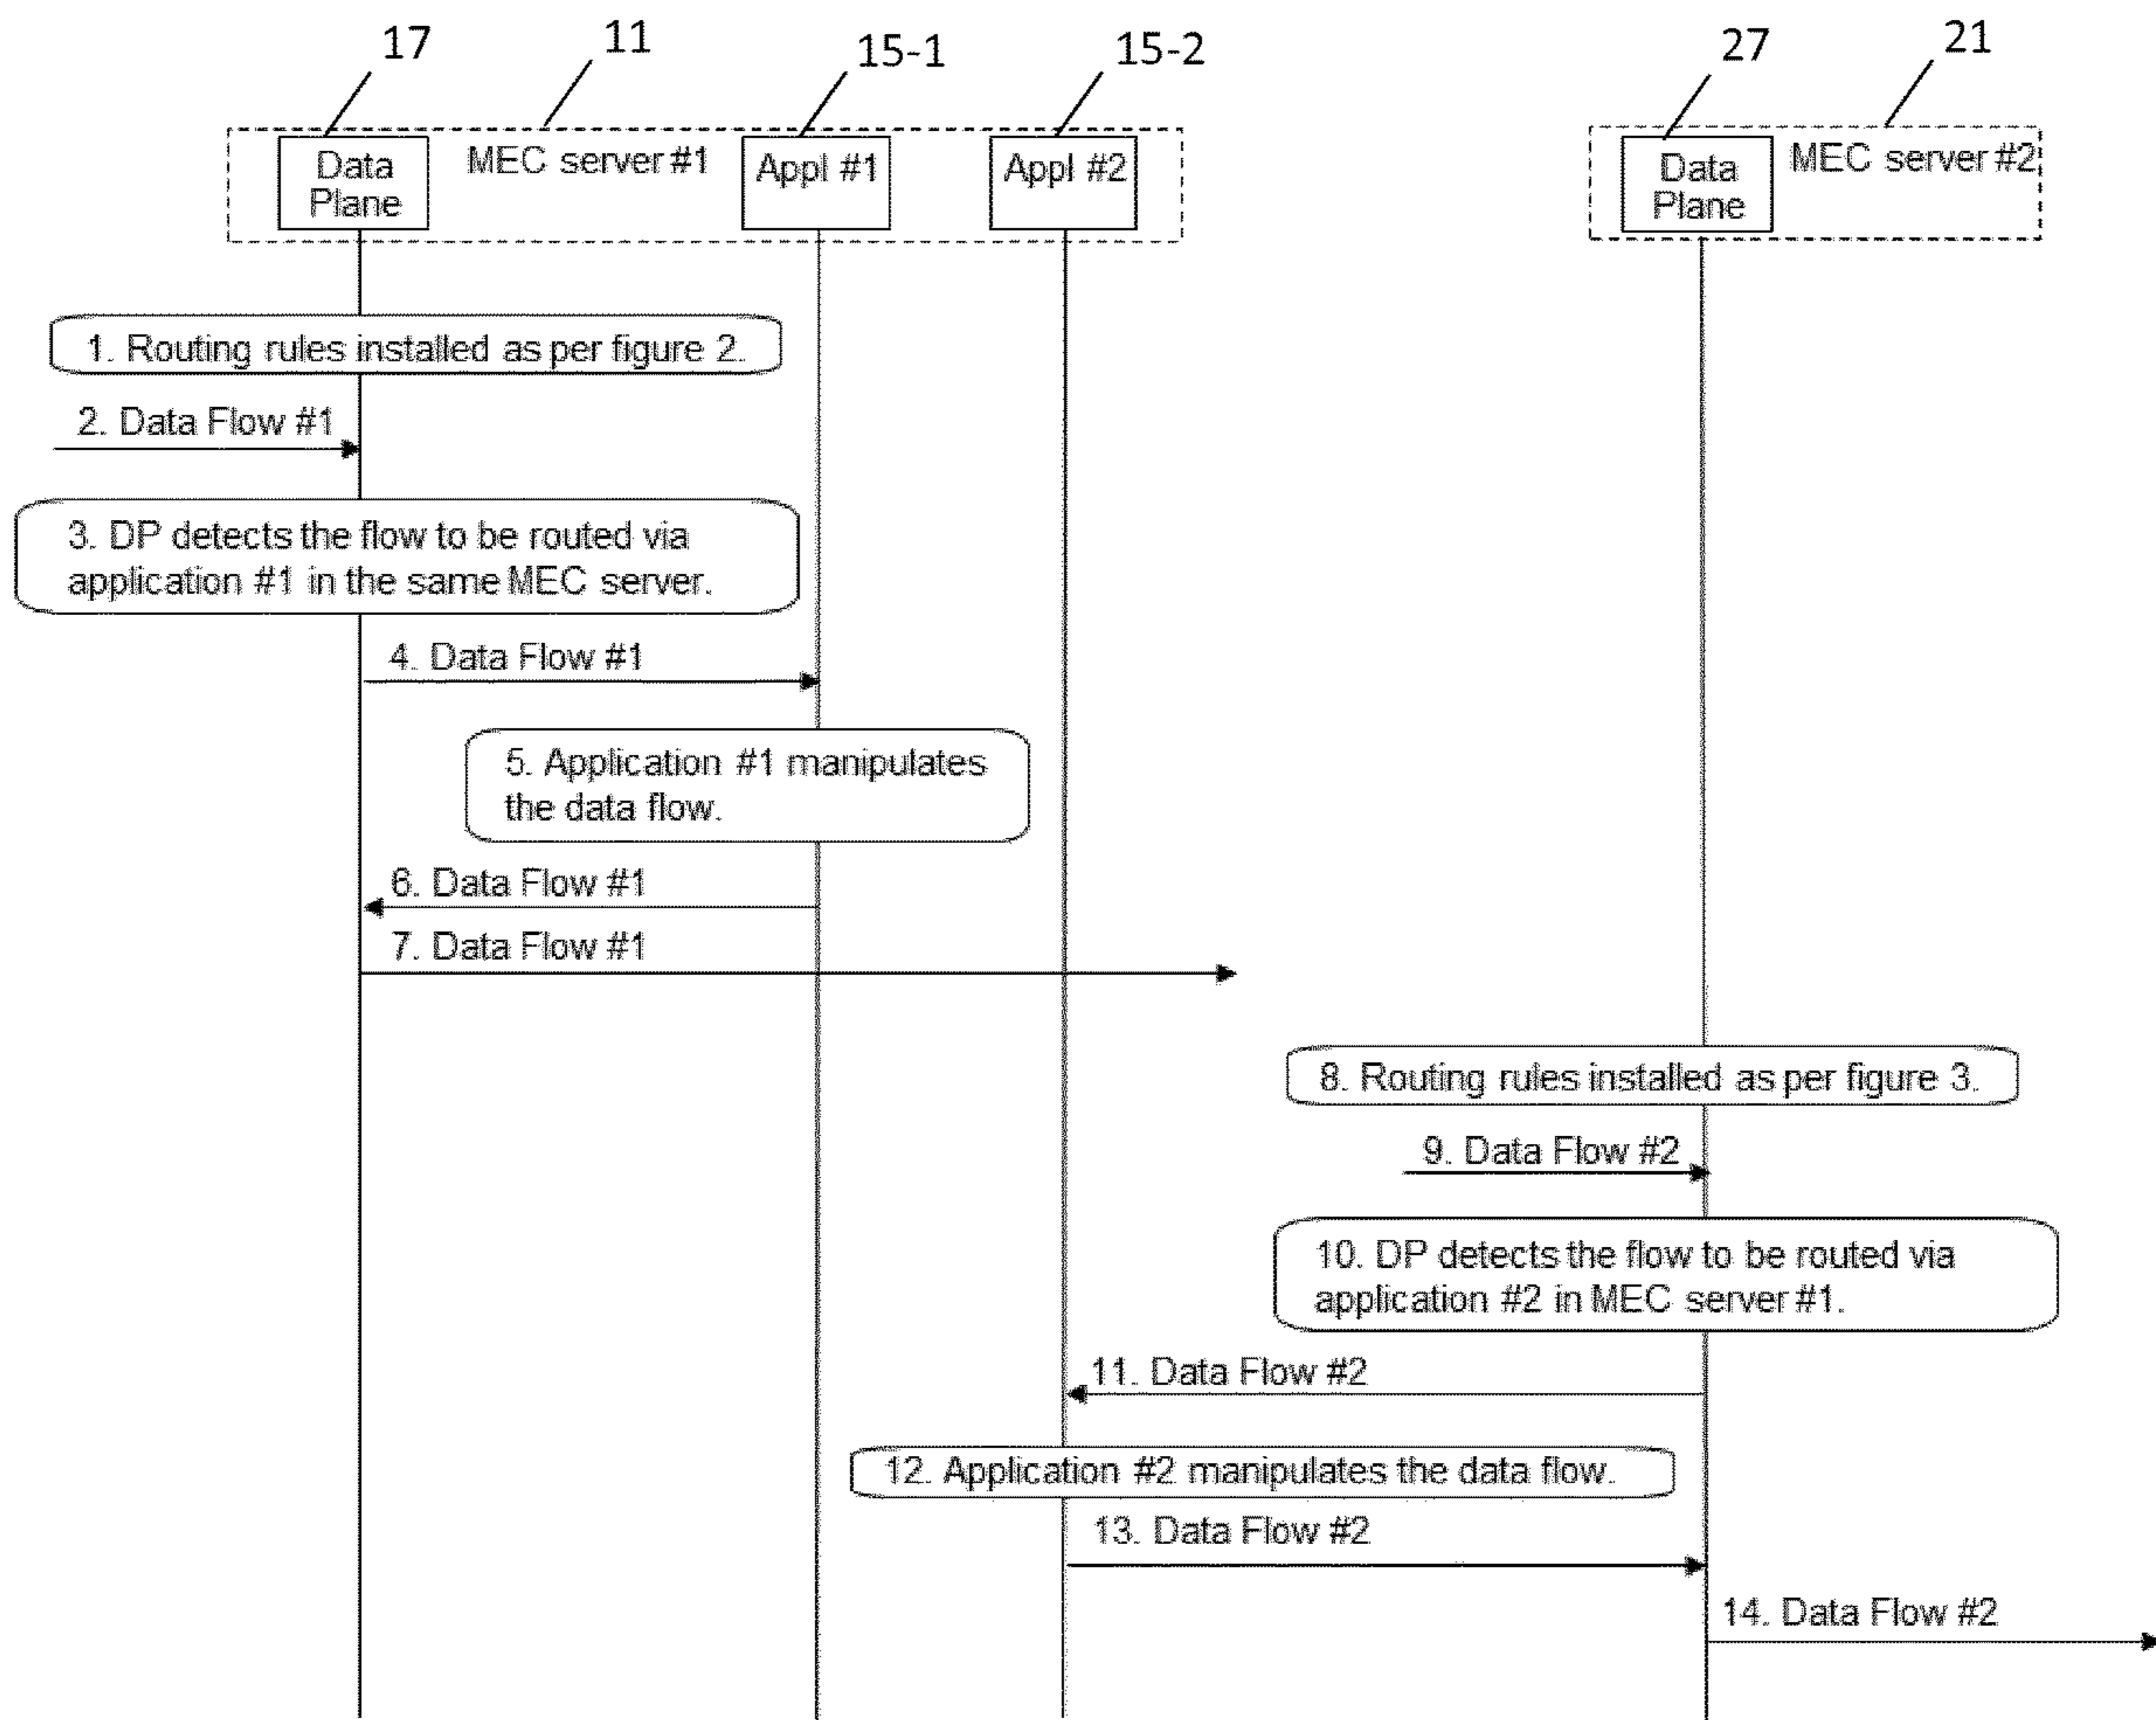 17
11
15-1
15-2
27
21
Data
Plane
MEC server #1
Appl #1
Appl #2
Data
Plane
MEC server #2
1. Routing rules installed as per figure 2.
2. Data Flow #1
3. DP detects the flow to be routed via
application #1 in the same MEC server.
4. Data Flow #1
5. Application #1 manipulates
the data flow.
6. Data Flow #1
7. Data Flow #1
8. Routing rules installed as per figure 3.
9. Data Flow #2
10. DP detects the flow to be routed via
application #2 in MEC server #1.
11. Data Flow #2
12. Application #2 manipulates the data flow.
13. Data Flow #2
14. Data Flow #2